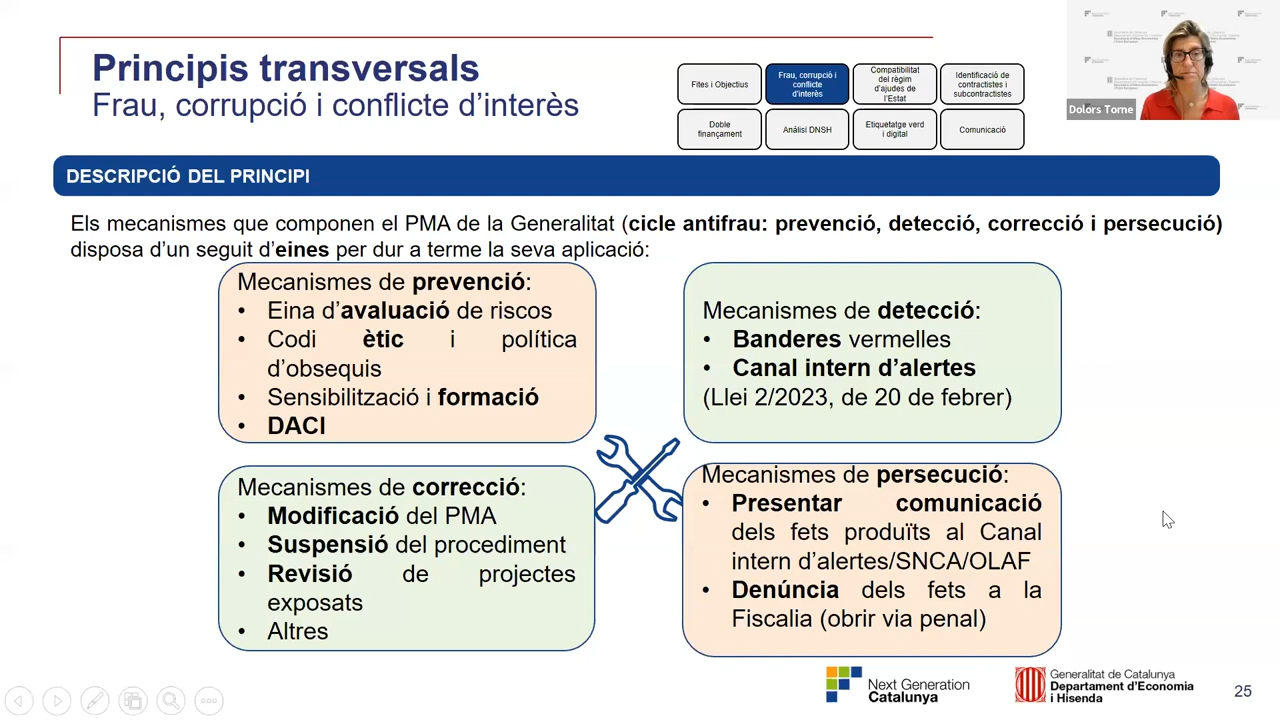 Principis transversals
Frau, corrupció i conflicte d'interès
Fites i Objectius
Frau, corrupció i
conflicte
d'interès
Compatibilitat
del règim
d'ajudes de
l'Estat
Identificació de
contractistes i
subcontractistes
Doble
finançament
Anàlisi DNSH
Etiquetatge verd
i digital
Comunicació
Dolors Torne
DESCRIPCIÓ DEL PRINCIPI
Els mecanismes que componen el PMA de la Generalitat (cicle antifrau: prevenció, detecció, correcció i persecució)
disposa d'un seguit d'eines per dur a terme la seva aplicació:
Mecanismes de prevenció:
• Eina d'avaluació de riscos
• Codi ètic i política
d'obsequis
• Sensibilització i formació
• DACI
Mecanismes de detecció:
• Banderes vermelles
• Canal intern d'alertes
(Llei 2/2023, de 20 de febrer)
Mecanismes de correcció:
• Modificació del PMA
• Suspensió del procediment
• Revisió de projectes
exposats
• Altres
Mecanismes de persecució:
• Presentar comunicació
dels fets produïts al Canal
intern d'alertes/SNCA/OLAF
• Denúncia dels fets a la
Fiscalia (obrir via penal)
Next Generation
Catalunya
Generalitat de Catalunya
Departament d'Economia
i Hisenda
25